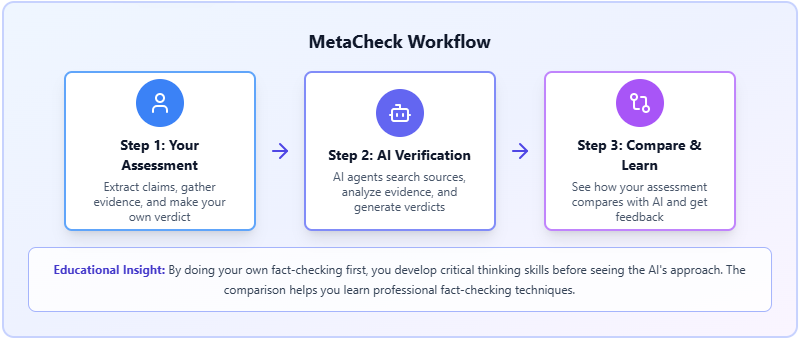 MetaCheck Workflow
Step 1: Your
Assessment
Extract claims, gather
evidence, and make your
own verdict
Step 2: AI Verification
AI agents search sources,
analyze evidence, and
generate verdicts
Step 3: Compare &
Learn
See how your assessment
compares with AI and get
feedback
Educational Insight: By doing your own fact-checking first, you develop critical thinking skills before seeing the AI's approach. The
comparison helps you learn professional fact-checking techniques.